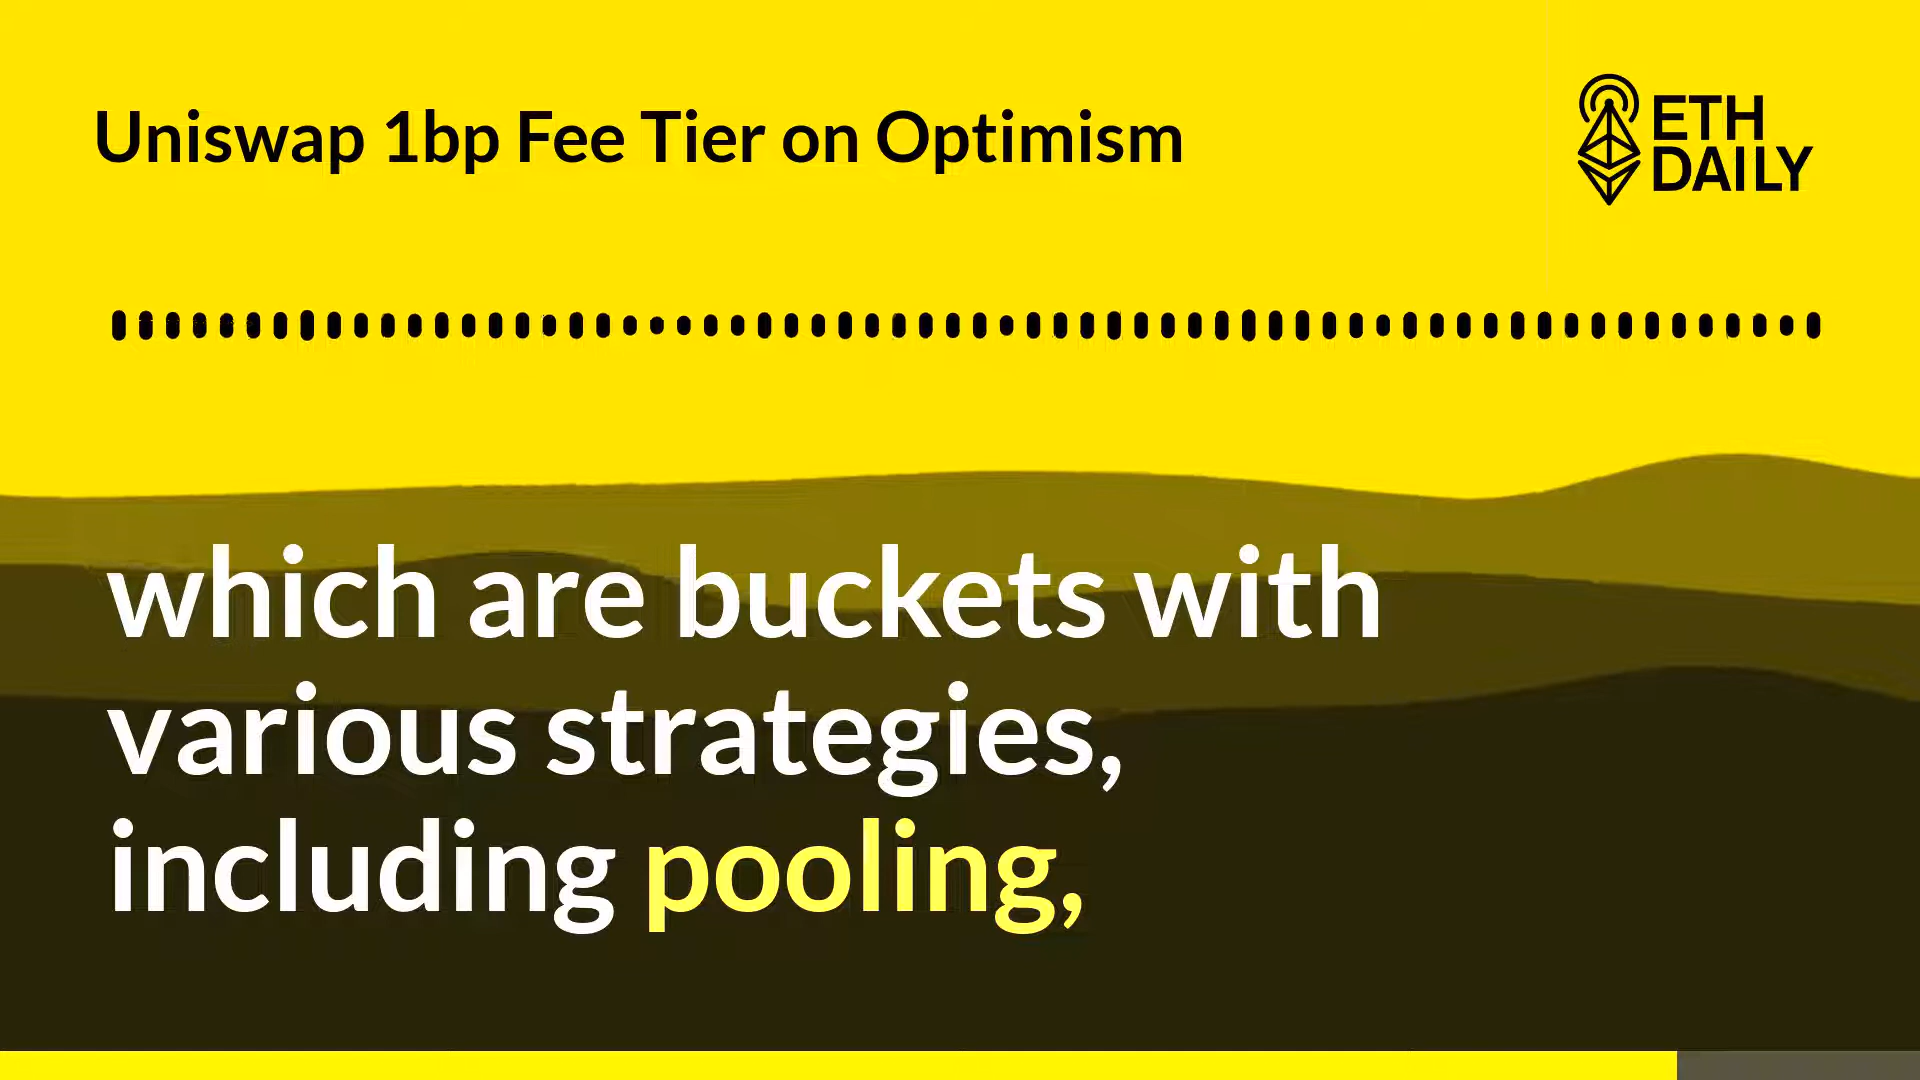 Uniswap 1bp Fee Tier on Optimism
ETH
DAILY
which are buckets with
various strategies,
including pooling,